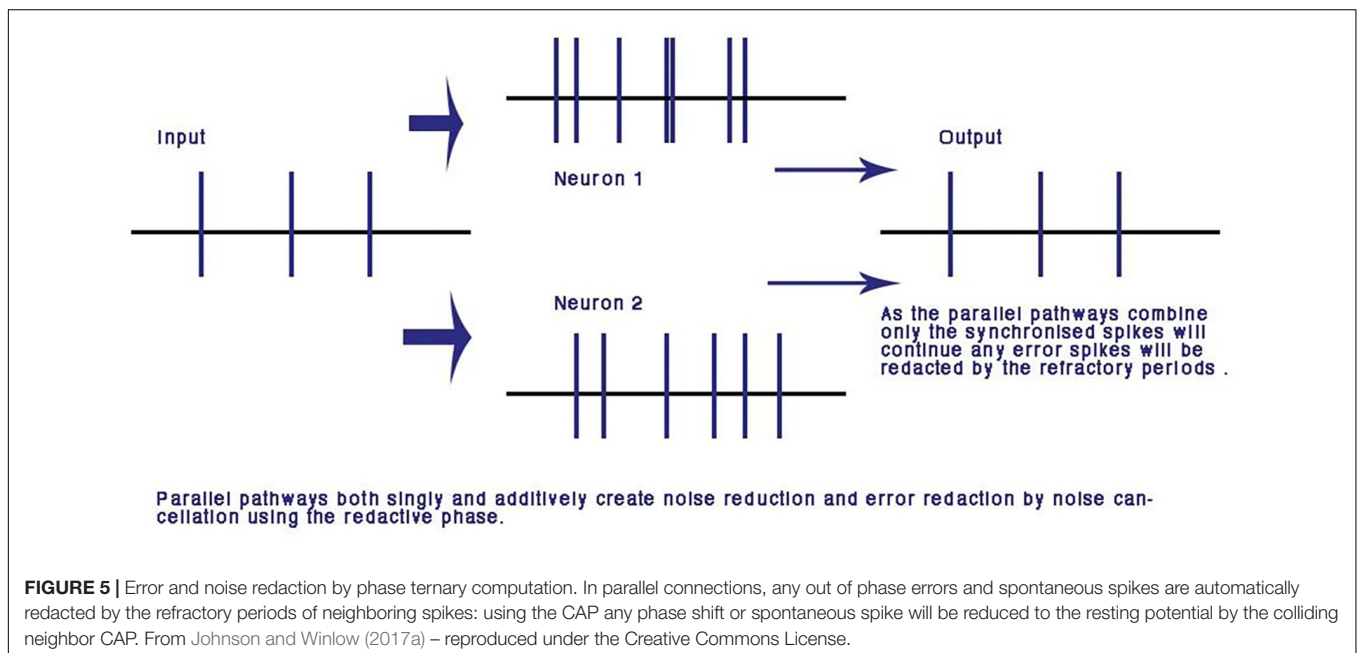 Input
Neuron 1
Neuron 2
Output
As the parallel pathways combine
only the synchronised spikes will
continue any error spikes will be
redacted by the refractory periods .
Parallel pathways both singly and additively create noise reduction and error redaction by noise can-
cellation using the redactive phase.
FIGURE 5 | Error and noise redaction by phase ternary computation. In parallel connections, any out of phase errors and spontaneous spikes are automatically
redacted by the refractory periods of neighboring spikes: using the CAP any phase shift or spontaneous spike will be reduced to the resting potential by the colliding
neighbor CAP. From Johnson and Winlow (2017a) – reproduced under the Creative Commons License.